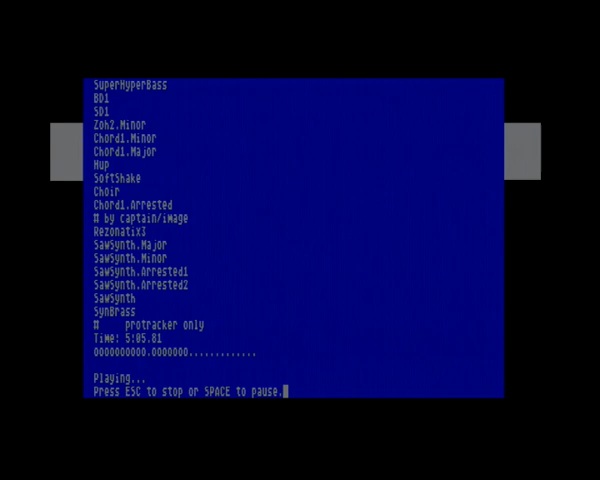 SuperHyperBass
BD1
SD1
Zoh2.Minor
Chord1.Minor
Chord1.Major
Hup
SoftShake
Choir
Chord1.Arrested
# by captain/image
Rezonatix3
SawSynth.Major
SawSynth.Minor
SawSynth.Arrested1
SawSynth.Arrested2
SawSynth
SynBrass
#    protracker only
Time: 5:05.81
0000000000.0000000.............
Playing...
Press ESC to stop or SPACE to pause.